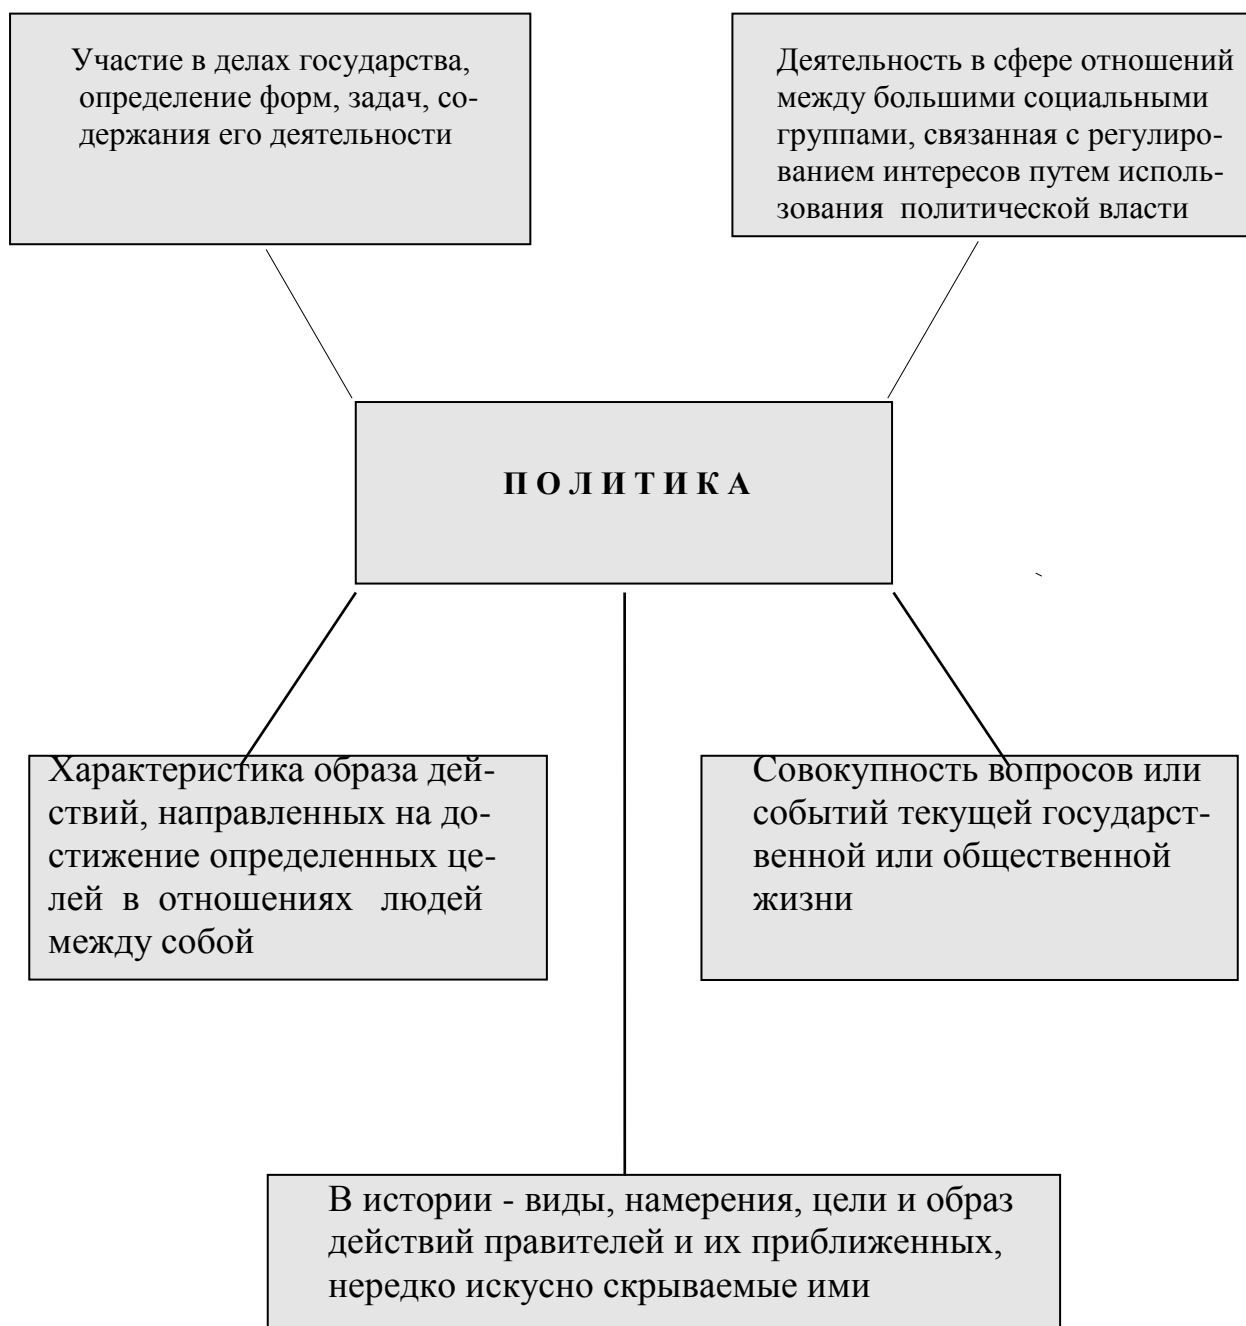 Участие в делах государства,
определение форм, задач, со-
держания его деятельности
Деятельность в сфере отношений
между большими социальными
группами, связанная с регулиро-
ванием интересов путем исполь-
зования политической власти
П О Л И Т И К А
Характеристика образа дей-
ствий, направленных на до-
стижение определенных це-
лей в отношениях людей
между собой
Совокупность вопросов или
событий текущей государст-
венной или общественной
жизни
В истории - виды, намерения, цели и образ
действий правителей и их приближенных,
нередко искусно скрываемые ими